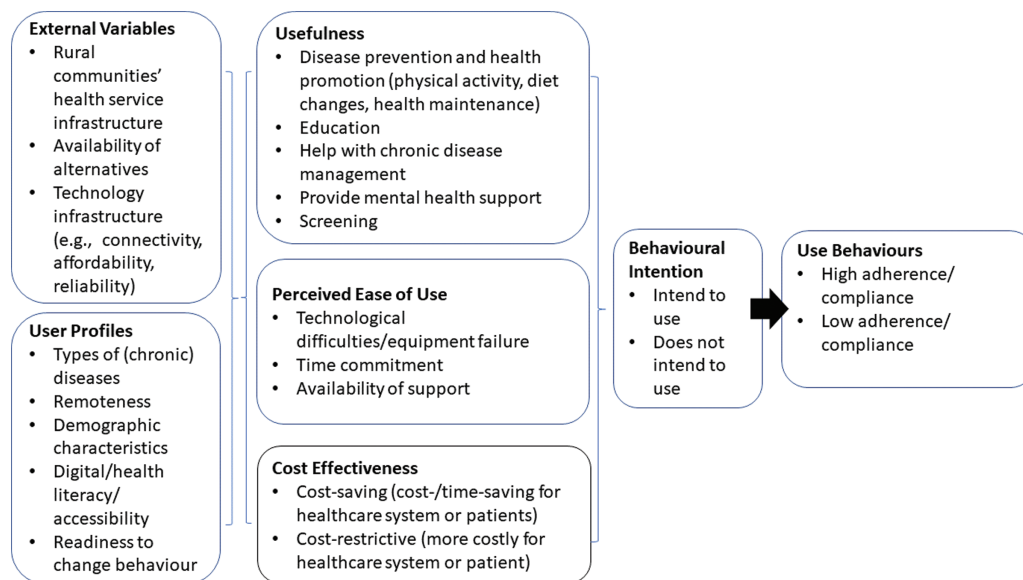 External Variables
• Rural
communities'
health service
infrastructure
• Availability of
alternatives
• Technology
infrastructure
(e.g., connectivity,
affordability,
reliability)
User Profiles
• Types of (chronic)
diseases
• Remoteness
• Demographic
characteristics
• Digital/health
literacy/
accessibility
• Readiness to
change behaviour
Usefulness
• Disease prevention and health
promotion (physical activity, diet
changes, health maintenance)
• Education
• Help with chronic disease
management
• Provide mental health support
• Screening
Perceived Ease of Use
• Technological
difficulties/equipment failure
• Time commitment
• Availability of support
Cost Effectiveness
• Cost-saving (cost-/time-saving for
healthcare system or patients)
• Cost-restrictive (more costly for
healthcare system or patient)
Behavioural
Intention
• Intend to
use
• Does not
intend to
use
Use Behaviours
• High adherence/
compliance
• Low adherence/
compliance